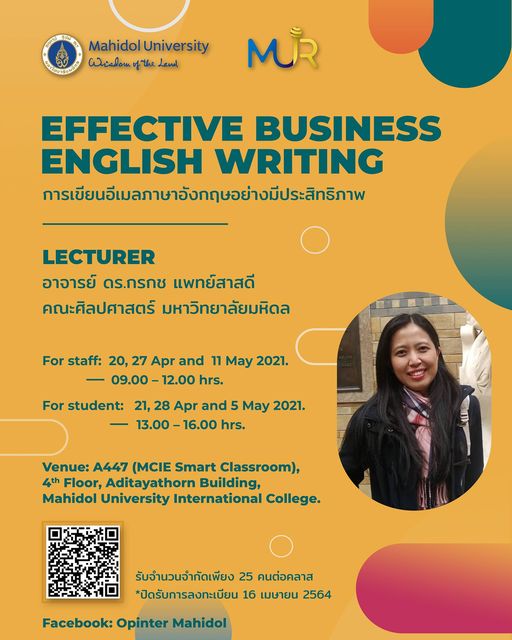 Mahidol University
Wisdom of the Land
MUIR
EFFECTIVE BUSINESS
ENGLISH WRITING
การเขียนอีเมลภาษาอังกฤษอย่างมีประสิทธิภาพ
LECTURER
อาจารย์ ดร.กรกช แพทย์สาสดี
คณะศิลปศาสตร์ มหาวิทยาลัยมหิดล
For staff: 20, 27 Apr and 11 May 2021.
— 09.00 – 12.00 hrs.
For student: 21, 28 Apr and 5 May 2021.
— 13.00 – 16.00 hrs.
Venue: A447 (MCIE Smart Classroom),
4th Floor, Aditayathorn Building,
Mahidol University International College.
รับจำนวนจำกัดเพียง 25 คนต่อคลาส
*ปิดรับการลงทะเบียน 16 เมษายน 2564
Facebook: Opinter Mahidol